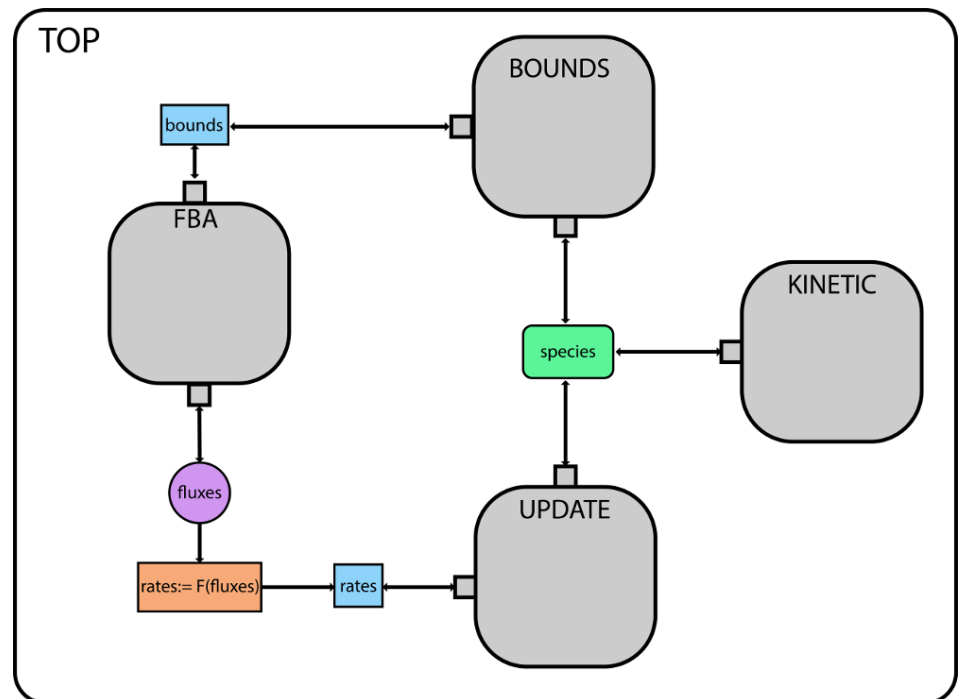 TOP
BOUNDS
bounds
FBA
KINETIC
species
fluxes
UPDATE
rates:= F(fluxes)
rates